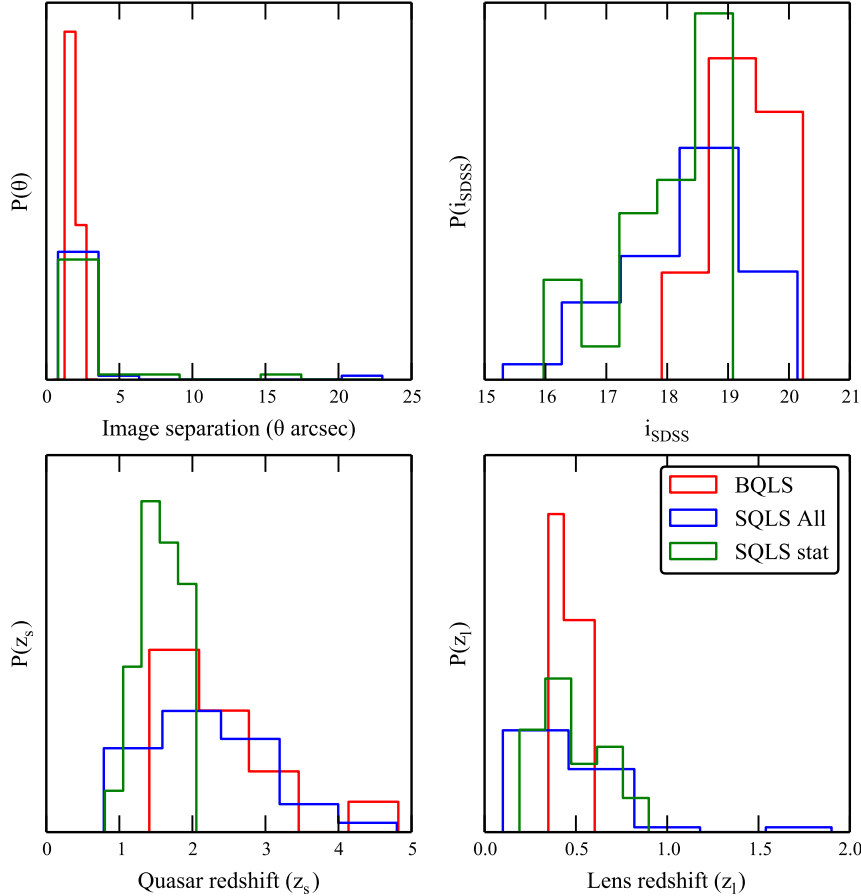 P(θ)
0 5 10 15 20 25
Image separation (θ arcsec)
P(i_SDSS)
15 16 17 18 19 20 21
i_SDSS
P(z_s)
0 1 2 3 4 5
Quasar redshift (z_s)
P(z_l)
BQLS
SQLS All
SQLS stat
0.0 0.5 1.0 1.5 2.0
Lens redshift (z_l)